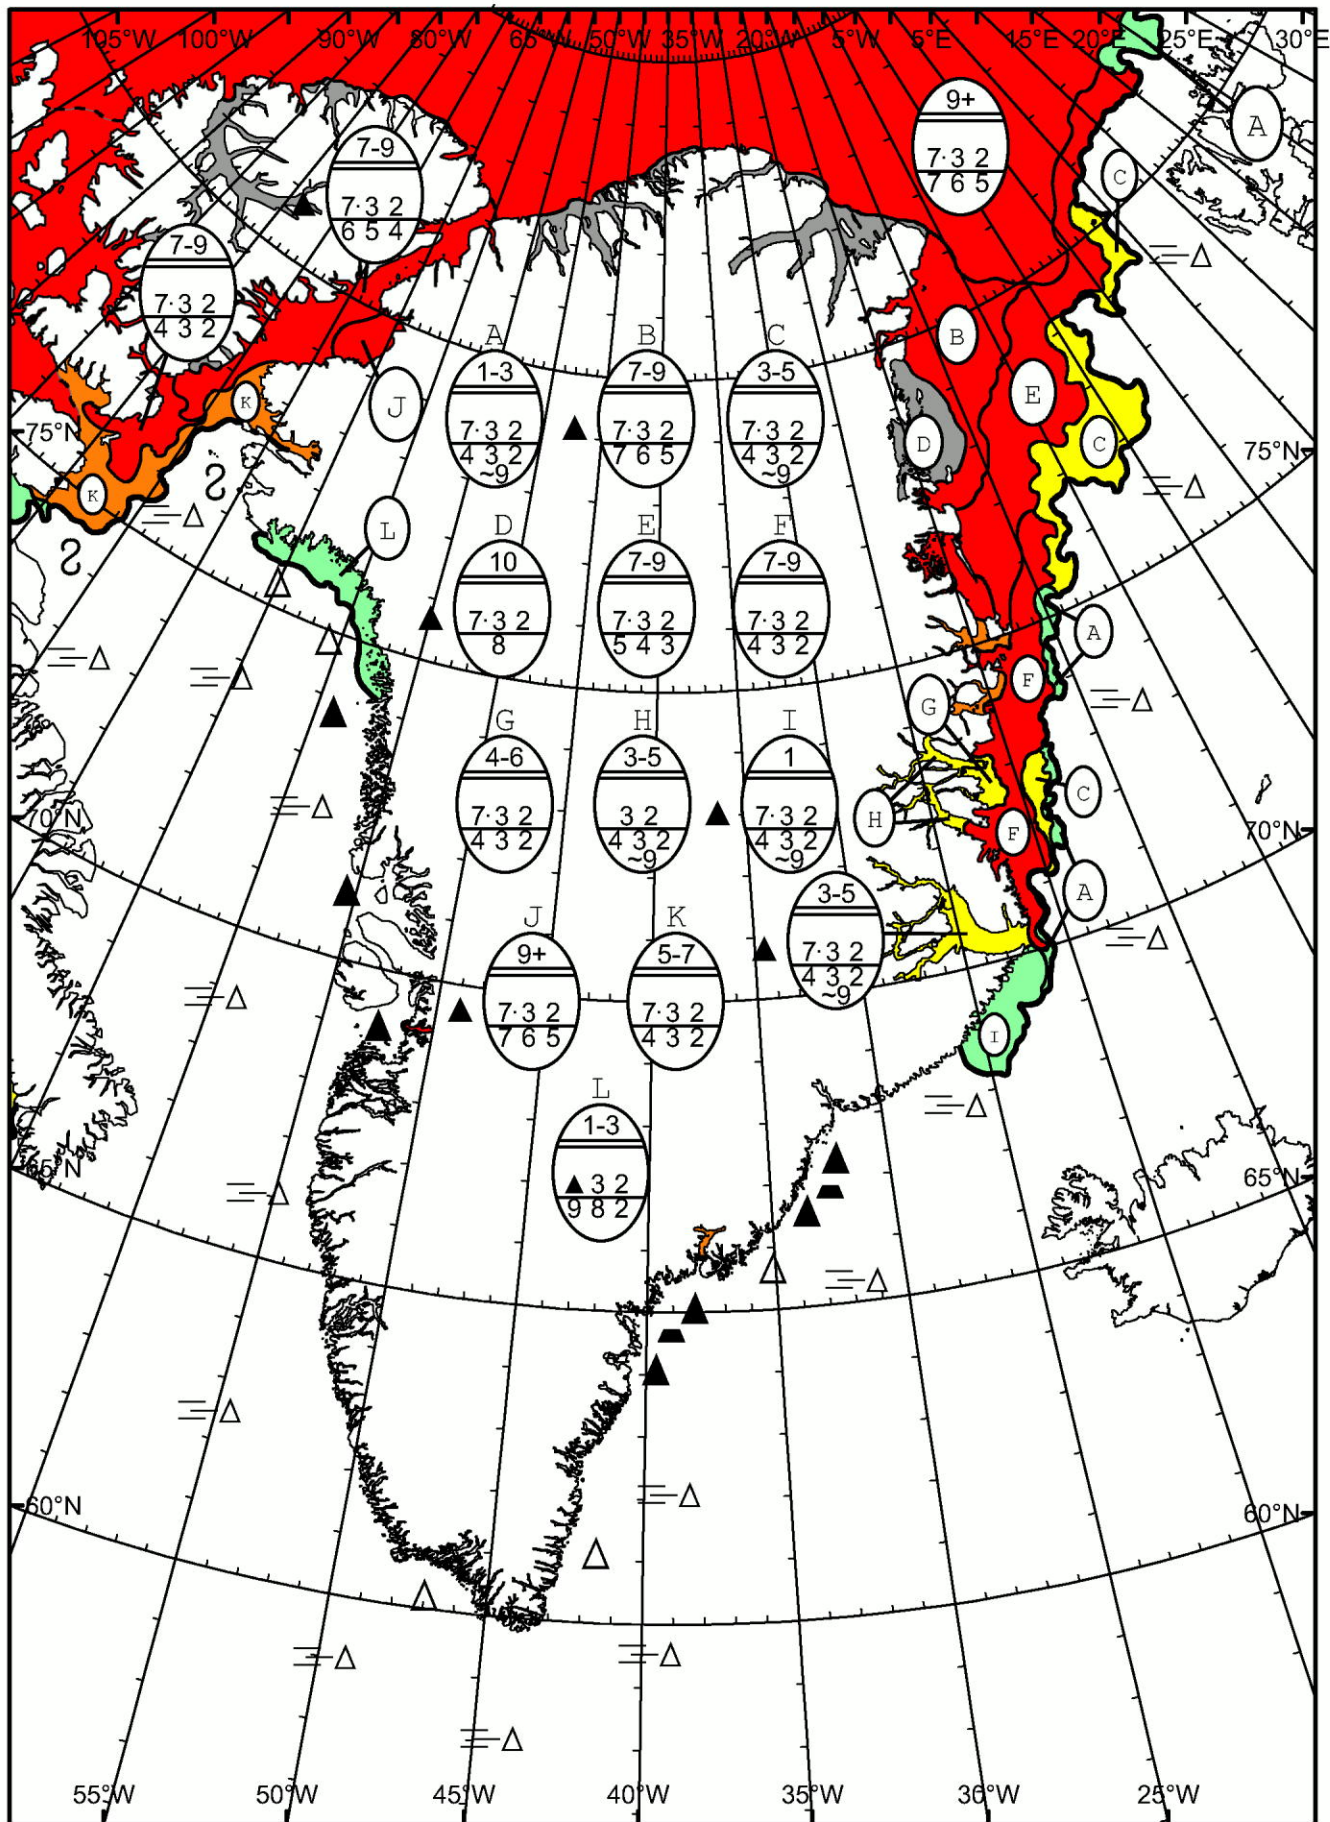 105°W 100°W 90°W 80°W 65°W 50°W 35°W 20°W 5°W 5°E 15°E 20°E 25°E 30°E
9+
7·3 2
7 6 5
A
7-9
7·3 2
6 5 4
C
7-9
7·3 2
4 3 2
B
A
1-3
7·3 2
4 3 2
~9
B
7-9
7·3 2
7 6 5
C
3-5
7·3 2
4 3 2
~9
E
K
J
75°N
D
C
75°N
K
L
D
10
7·3 2
8
E
7-9
7·3 2
5 4 3
F
7-9
7·3 2
4 3 2
A
F
G
G
4-6
7·3 2
4 3 2
H
3-5
3 2
4 3 2
~9
I
1
7·3 2
4 3 2
~9
C
H
F
70°N
70°N
3-5
7·3 2
4 3 2
~9
A
J
9+
7·3 2
7 6 5
K
5-7
7·3 2
4 3 2
I
L
1-3
▲ 3 2
9 8 2
65°N
65°N
60°N
60°N
55°W 50°W 45°W 40°W 35°W 30°W 25°W